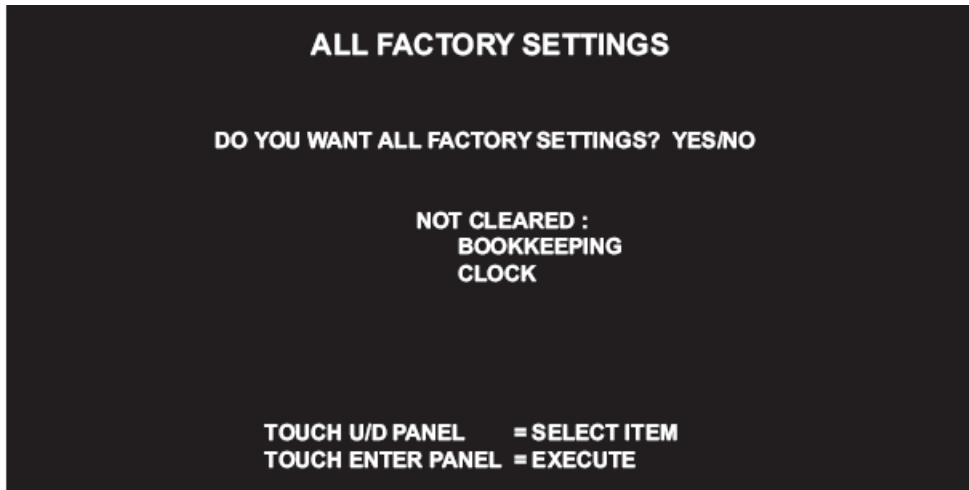 ALL FACTORY SETTINGS
DO YOU WANT ALL FACTORY SETTINGS? YES/NO
NOT CLEARED :
BOOKKEEPING
CLOCK
TOUCH U/D PANEL = SELECT ITEM
TOUCH ENTER PANEL = EXECUTE